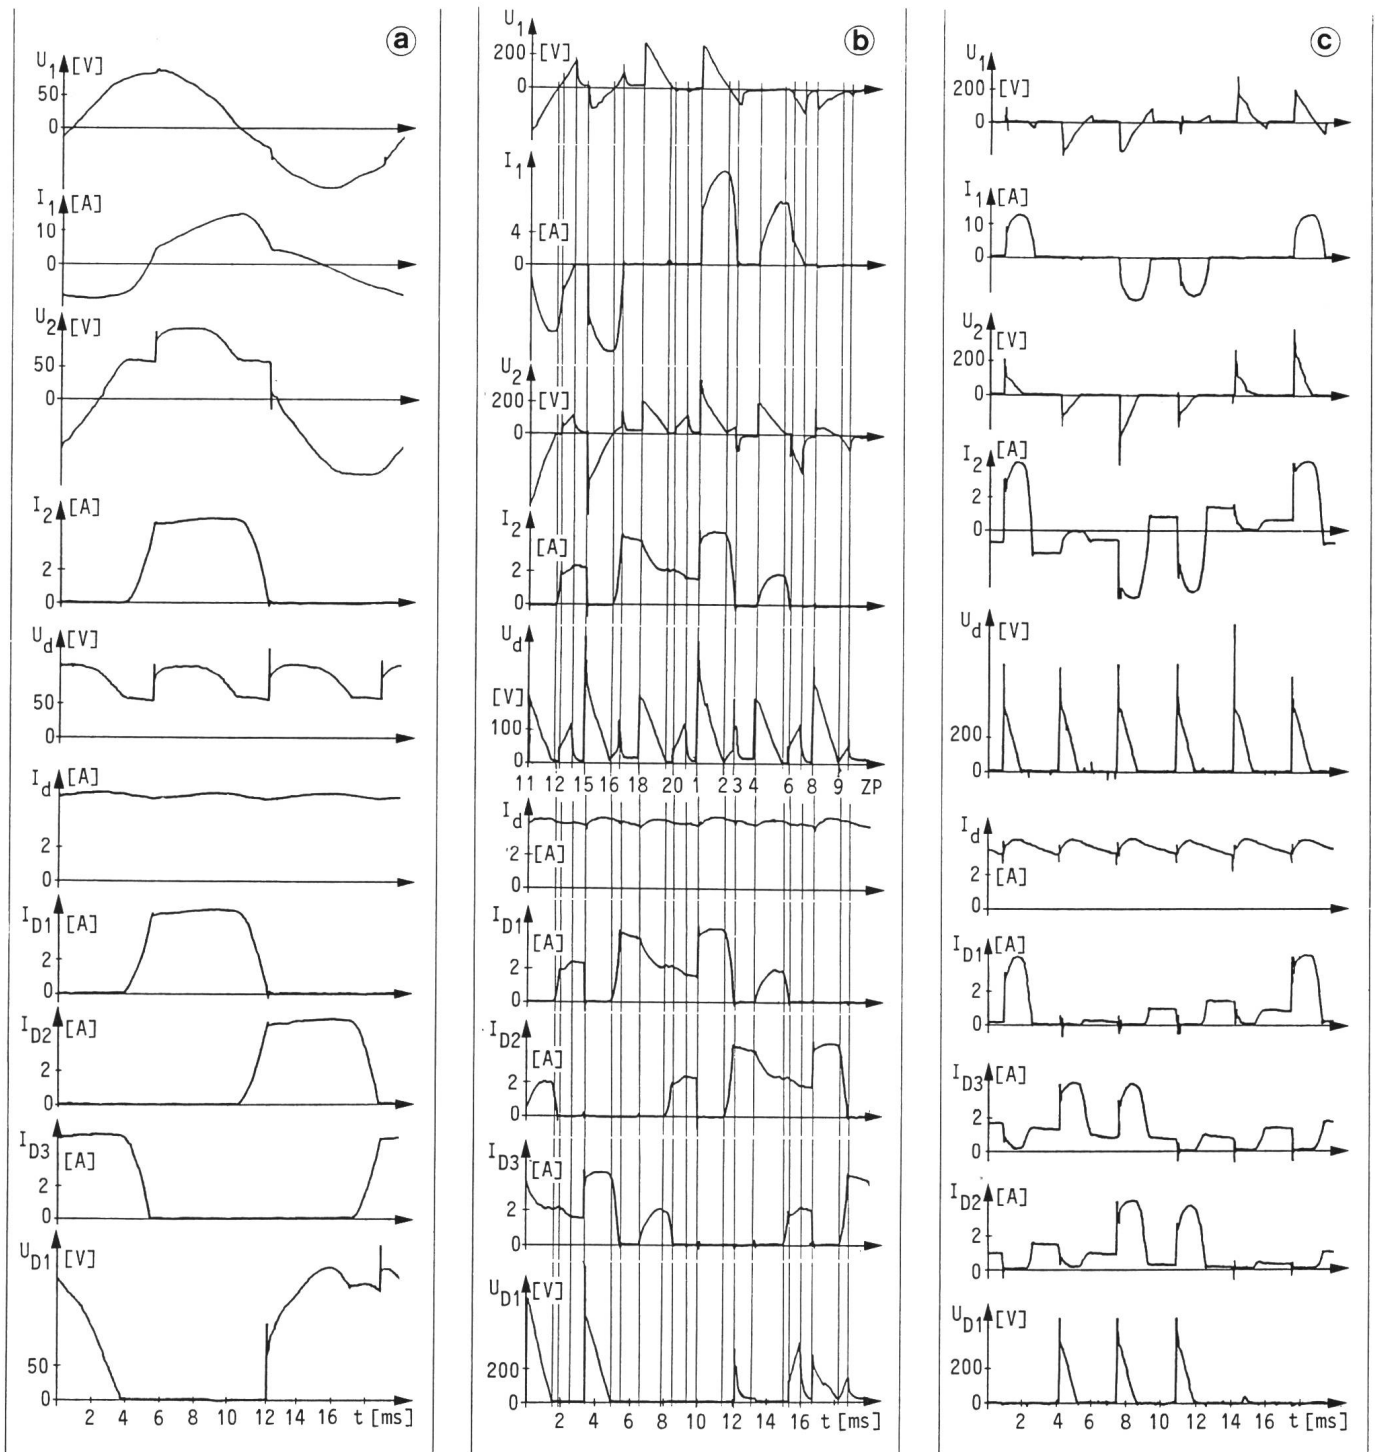 a
U1 [V]
50
0
I1 [A]
10
0
U2 [V]
50
0
I2 [A]
2
0
Ud [V]
50
0
Id [A]
2
0
ID1 [A]
2
0
ID2 [A]
2
0
ID3 [A]
2
0
UD1 [V]
50
0
2 4 6 8 10 12 14 16 t [ms]
b
U1 [V]
200
0
I1
4 [A]
0
U2
200 [V]
0
I2
[A]
2
0
Ud
[V]
100
0
11 12 15 16 18 20 1 2 3 4 6 8 9 ZP
Id
2 [A]
0
ID1
[A]
2
0
ID2
[A]
2
0
ID3
[A]
2
0
UD1 [V]
200
0
2 4 6 8 10 12 14 16 t [ms]
c
U1
200 [V]
0
I1 [A]
10
0
U2
[V]
200
0
I2 [A]
2
0
Ud [V]
200
0
Id
2 [A]
0
ID1 [A]
2
0
ID3 [A]
2
0
ID2 [A]
2
0
UD1 [V]
200
0
2 4 6 8 10 12 14 16 t [ms]